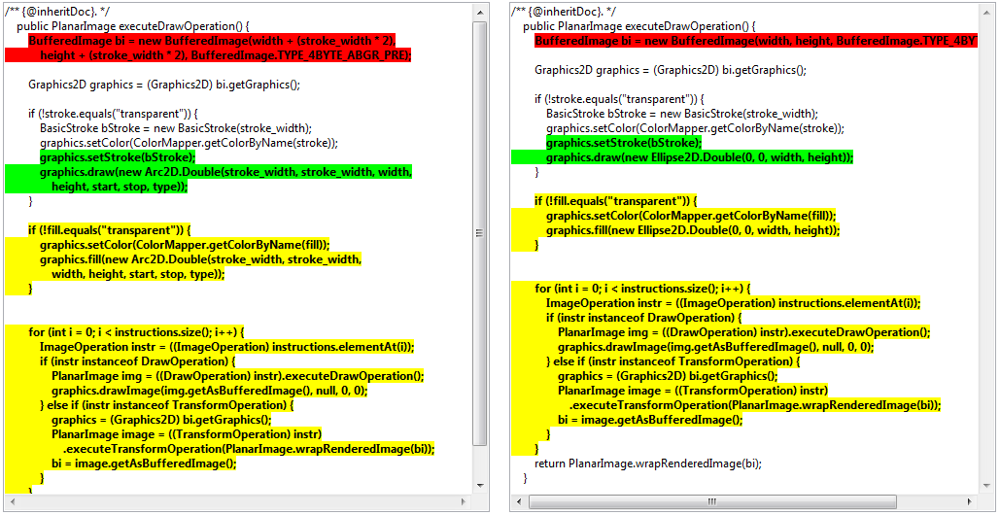 /** {@inheritDoc}. */
public PlanarImage executeDrawOperation() {
BufferedImage bi = new BufferedImage(width + (stroke_width * 2),
height + (stroke_width * 2), BufferedImage.TYPE_4BYTE_ABGR_PRE);
Graphics2D graphics = (Graphics2D) bi.getGraphics();
if (!stroke.equals("transparent")) {
BasicStroke bStroke = new BasicStroke(stroke_width);
graphics.setColor(ColorMapper.getColorByName(stroke));
graphics.setStroke(bStroke);
graphics.draw(new Arc2D.Double(stroke_width, stroke_width, width,
height, start, stop, type));
}
if (!fill.equals("transparent")) {
graphics.setColor(ColorMapper.getColorByName(fill));
graphics.fill(new Arc2D.Double(stroke_width, stroke_width,
width, height, start, stop, type));
}
for (int i = 0; i < instructions.size(); i++) {
ImageOperation instr = ((ImageOperation) instructions.elementAt(i));
if (instr instanceof DrawOperation) {
PlanarImage img = ((DrawOperation) instr).executeDrawOperation();
graphics.drawImage(img.getAsBufferedImage(), null, 0, 0);
} else if (instr instanceof TransformOperation) {
graphics = (Graphics2D) bi.getGraphics();
PlanarImage image = ((TransformOperation) instr)
.executeTransformOperation(PlanarImage.wrapRenderedImage(bi));
bi = image.getAsBufferedImage();
}
}
/** {@inheritDoc}. */
public PlanarImage executeDrawOperation() {
BufferedImage bi = new BufferedImage(width, height, BufferedImage.TYPE_4BY
Graphics2D graphics = (Graphics2D) bi.getGraphics();
if (!stroke.equals("transparent")) {
BasicStroke bStroke = new BasicStroke(stroke_width);
graphics.setColor(ColorMapper.getColorByName(stroke));
graphics.setStroke(bStroke);
graphics.draw(new Ellipse2D.Double(0, 0, width, height));
}
if (!fill.equals("transparent")) {
graphics.setColor(ColorMapper.getColorByName(fill));
graphics.fill(new Ellipse2D.Double(0, 0, width, height));
}
for (int i = 0; i < instructions.size(); i++) {
ImageOperation instr = ((ImageOperation) instructions.elementAt(i));
if (instr instanceof DrawOperation) {
PlanarImage img = ((DrawOperation) instr).executeDrawOperation();
graphics.drawImage(img.getAsBufferedImage(), null, 0, 0);
} else if (instr instanceof TransformOperation) {
graphics = (Graphics2D) bi.getGraphics();
PlanarImage image = ((TransformOperation) instr)
.executeTransformOperation(PlanarImage.wrapRenderedImage(bi));
bi = image.getAsBufferedImage();
}
}
return PlanarImage.wrapRenderedImage(bi);
}